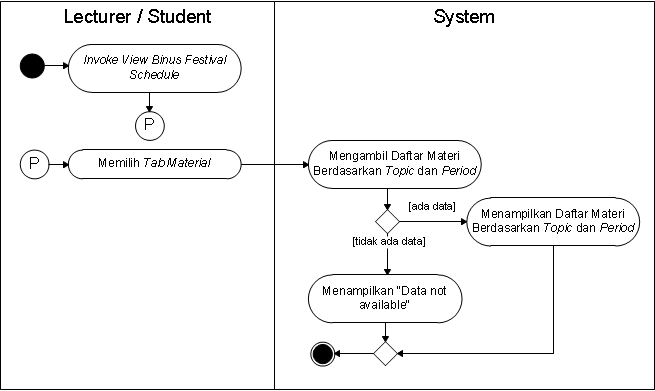 Lecturer / Student
System
Invoke View Binus Festival
Schedule
P
P
Memilih Tab Material
Mengambil Daftar Materi
Berdasarkan Topic dan Period
[ada data]
Menampilkan Daftar Materi
Berdasarkan Topic dan Period
[tidak ada data]
Menampilkan "Data not
available"